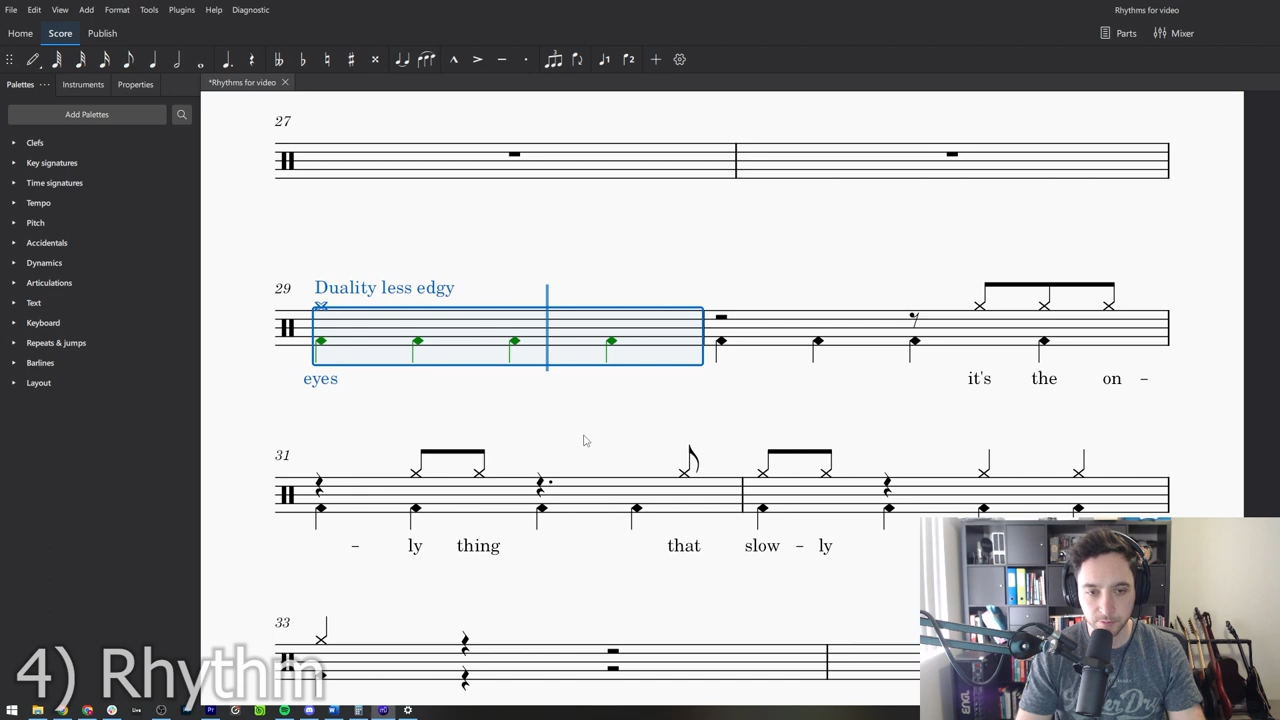 File Edit View Add Format Tools Plugins Help Diagnostic
Rhythms for video
Home Score Publish
Parts Mixer
Palettes Instruments Properties
*Rhythms for video
Add Palettes
Clefs
Key signatures
Time signatures
Tempo
Pitch
Accidentals
Dynamics
Articulations
Text
Keyboard
Repeats & jumps
Barlines
Layout
27
29
Duality less edgy
eyes it's the on -
31
- ly thing that slow - ly
33
4) Rhythm